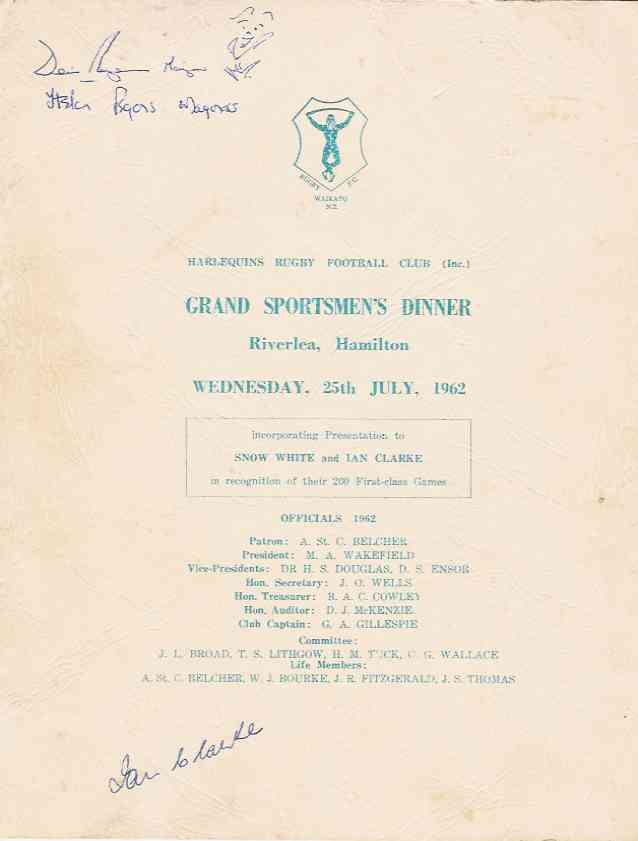 RUGBY F.C.
WAIKATO
N.Z.
HARLEQUINS RUGBY FOOTBALL CLUB (Inc.)
GRAND SPORTSMEN'S DINNER
Riverlea, Hamilton
WEDNESDAY, 25th JULY, 1962
incorporating Presentation to
SNOW WHITE and IAN CLARKE
in recognition of their 200 First-class Games
OFFICIALS 1962
Patron: A. St. C. BELCHER
President: M. A. WAKEFIELD
Vice-Presidents: DR H. S. DOUGLAS, D. S. ENSOR
Hon. Secretary: J. O. WELLS
Hon. Treasurer: B. A. C. COWLEY
Hon. Auditor: D. J. McKENZIE
Club Captain: G. A. GILLESPIE
Committee:
J. L. BROAD, T. S. LITHGOW, H. M. TUCK, C. G. WALLACE
Life Members:
A. St. C. BELCHER, W. J. BOURKE, J. R. FITZGERALD, J. S. THOMAS
Ian Clarke